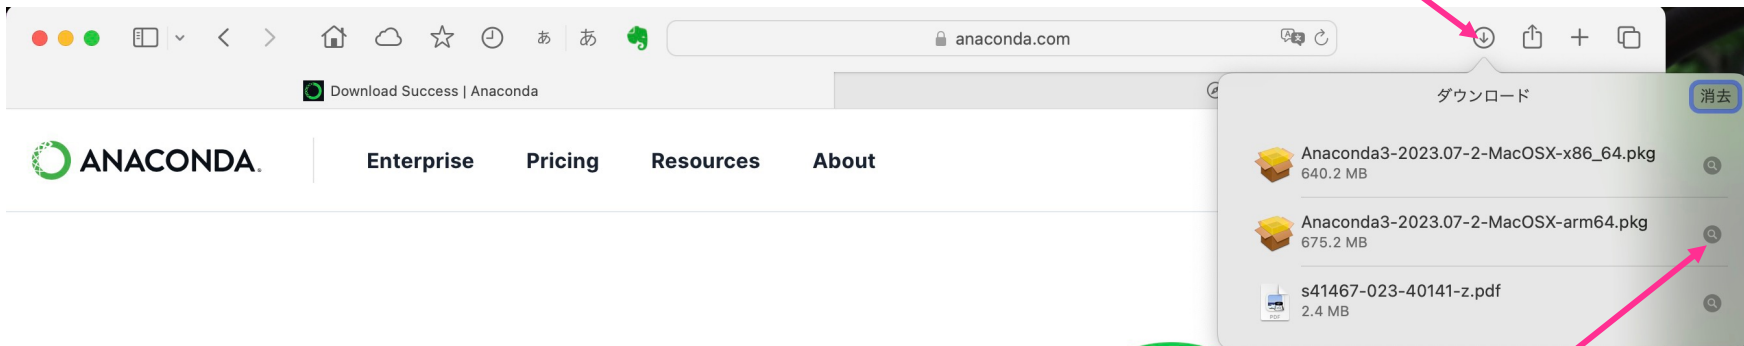 ぁ あ anaconda.com
Download Success | Anaconda
ANACONDA. Enterprise Pricing Resources About
ダウンロード 消去
Anaconda3-2023.07-2-MacOSX-x86_64.pkg
640.2 MB
Anaconda3-2023.07-2-MacOSX-arm64.pkg
675.2 MB
s41467-023-40141-z.pdf
2.4 MB
PDF